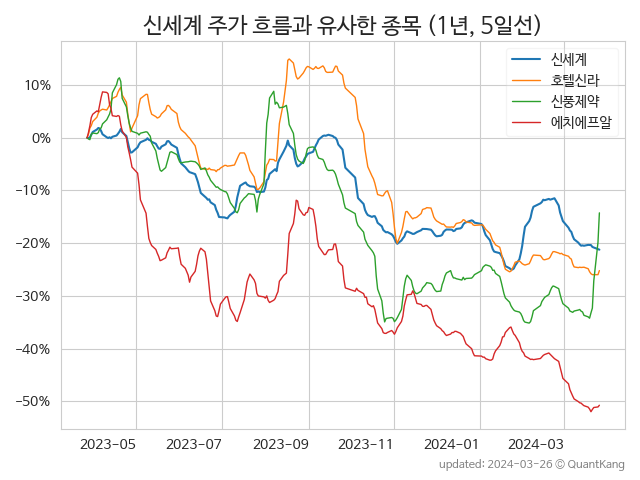 신세계 주가 흐름과 유사한 종목 (1년, 5일선)
신세계
호텔신라
신풍제약
에치에프알
10%
0%
−10%
−20%
−30%
−40%
−50%
2023-05 2023-07 2023-09 2023-11 2024-01 2024-03
updated: 2024-03-26 © QuantKang